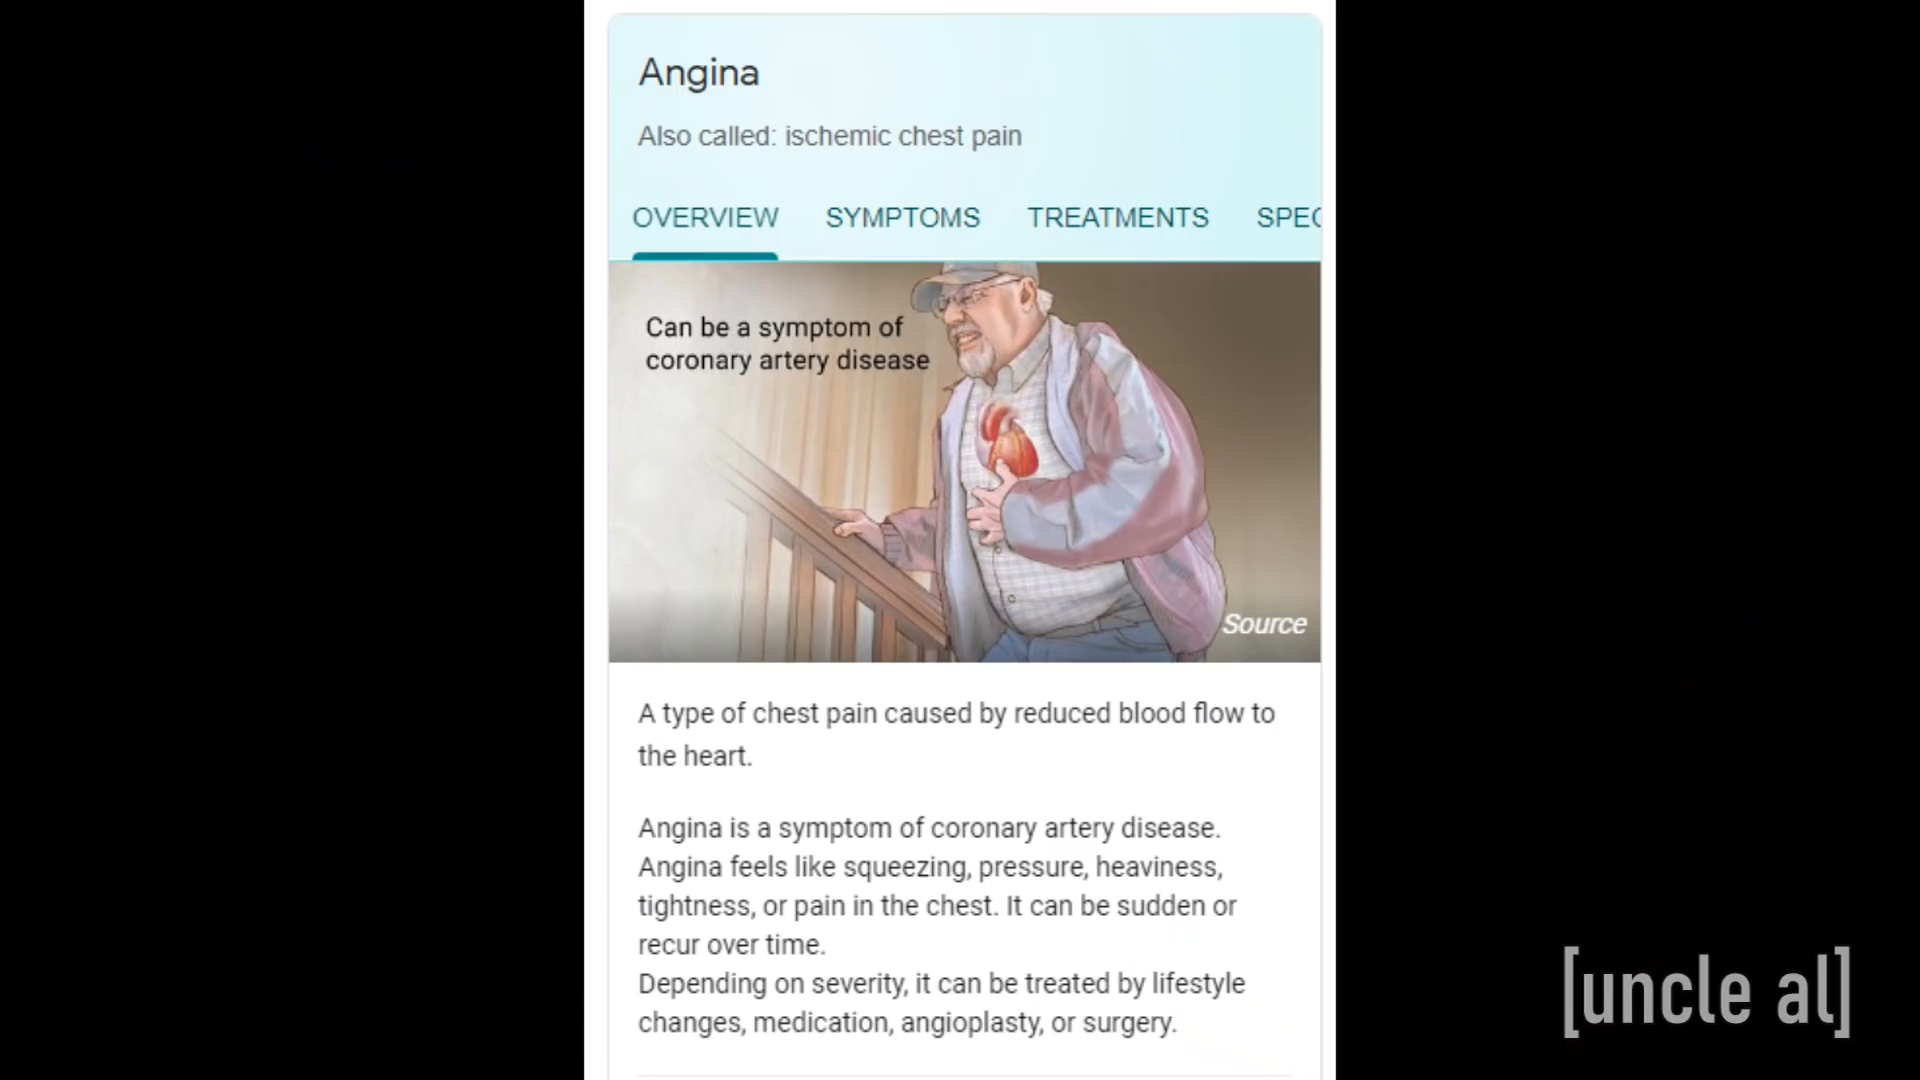 Angina
Also called: ischemic chest pain
OVERVIEW SYMPTOMS TREATMENTS SPEC
Can be a symptom of
coronary artery disease
Source
A type of chest pain caused by reduced blood flow to
the heart.
Angina is a symptom of coronary artery disease.
Angina feels like squeezing, pressure, heaviness,
tightness, or pain in the chest. It can be sudden or
recur over time.
Depending on severity, it can be treated by lifestyle
changes, medication, angioplasty, or surgery.
[uncle al]